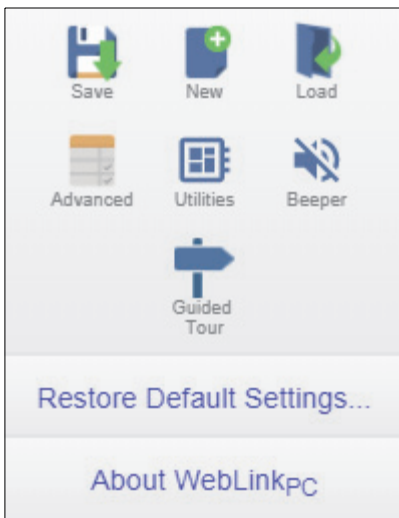 Save New Load
Advanced Utilities Beeper
Guided
Tour
Restore Default Settings...
About WebLinkPC